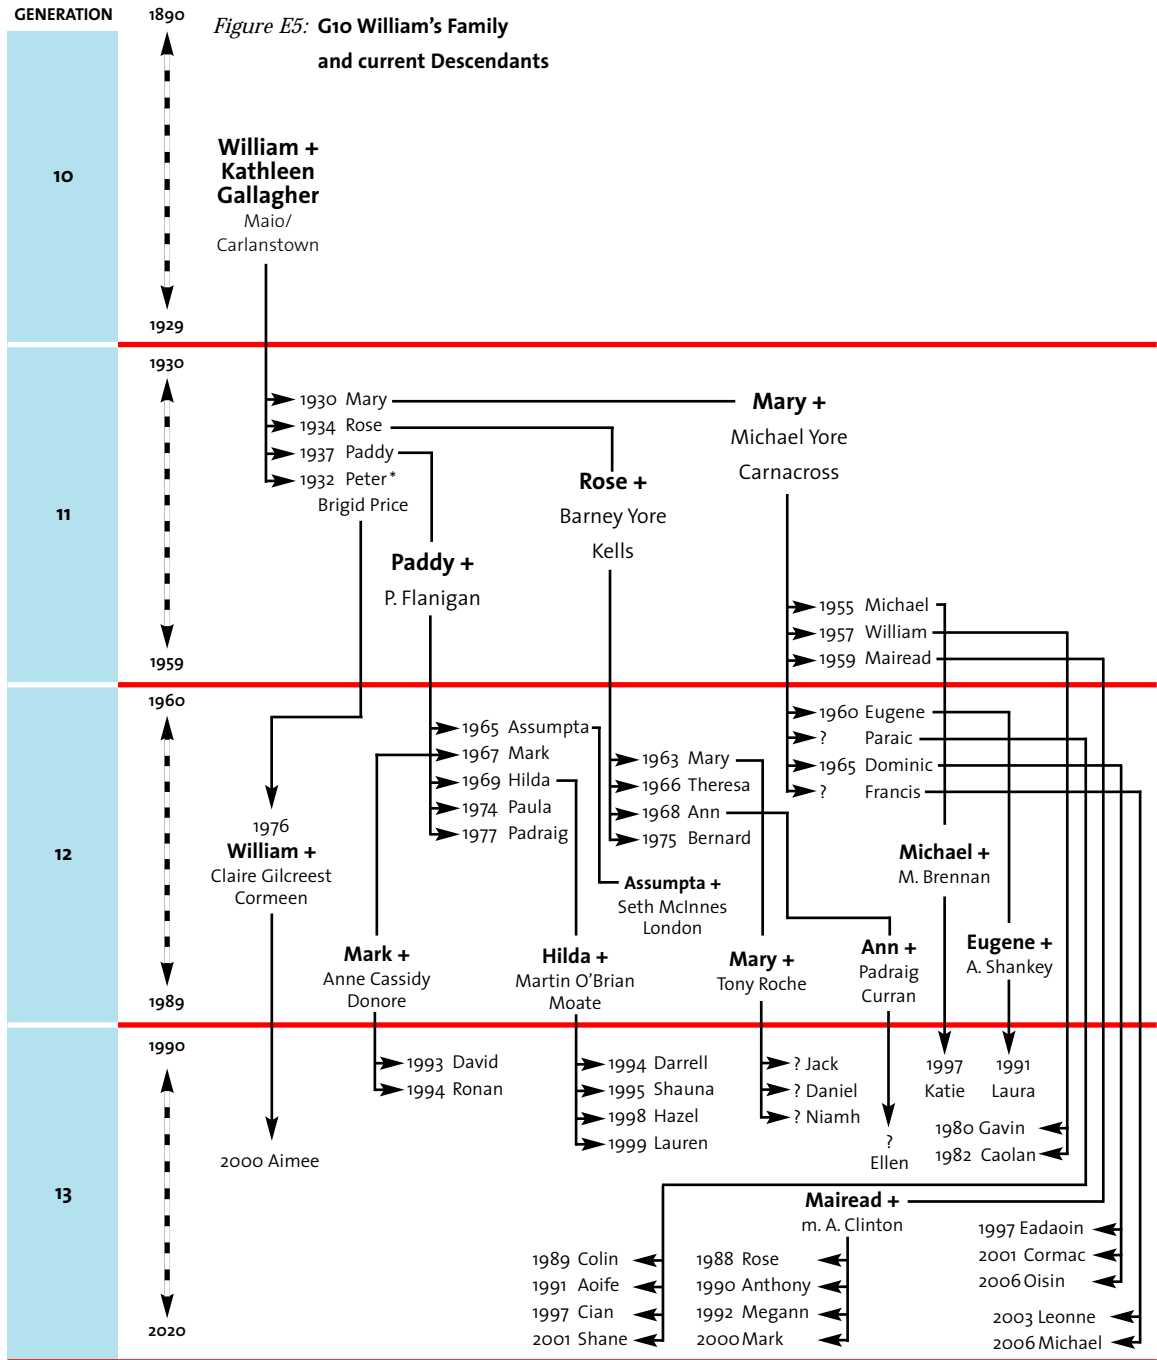 GENERATION
1890
Figure E5: G10 William's Family
and current Descendants
10
William +
Kathleen
Gallagher
Maio/
Carlanstown
1929
1930
11
1930 Mary
1934 Rose
1937 Paddy
1932 Peter*
Brigid Price
Mary +
Michael Yore
Carnacross
Rose +
Barney Yore
Kells
Paddy +
P. Flanigan
1955 Michael
1957 William
1959 Mairead
1959
1960
12
1960 Eugene
? Paraic
1965 Dominic
? Francis
1965 Assumpta
1967 Mark
1969 Hilda
1974 Paula
1977 Padraig
1963 Mary
1966 Theresa
1968 Ann
1975 Bernard
1976
William +
Claire Gilcreest
Cormeen
Assumpta +
Seth McInnes
London
Michael +
M. Brennan
Mark +
Anne Cassidy
Donore
Hilda +
Martin O'Brian
Moate
Mary +
Tony Roche
Ann +
Padraig
Curran
Eugene +
A. Shankey
1989
1990
13
1993 David
1994 Ronan
1994 Darrell
1995 Shauna
1998 Hazel
1999 Lauren
? Jack
? Daniel
? Niamh
?
Ellen
1997
Katie
1991
Laura
1980 Gavin
1982 Caolan
2000 Aimee
Mairead +
m. A. Clinton
1989 Colin
1991 Aoife
1997 Cian
2001 Shane
1988 Rose
1990 Anthony
1992 Megann
2000 Mark
1997 Eadaoin
2001 Cormac
2006 Oisin
2003 Leonne
2006 Michael
2020